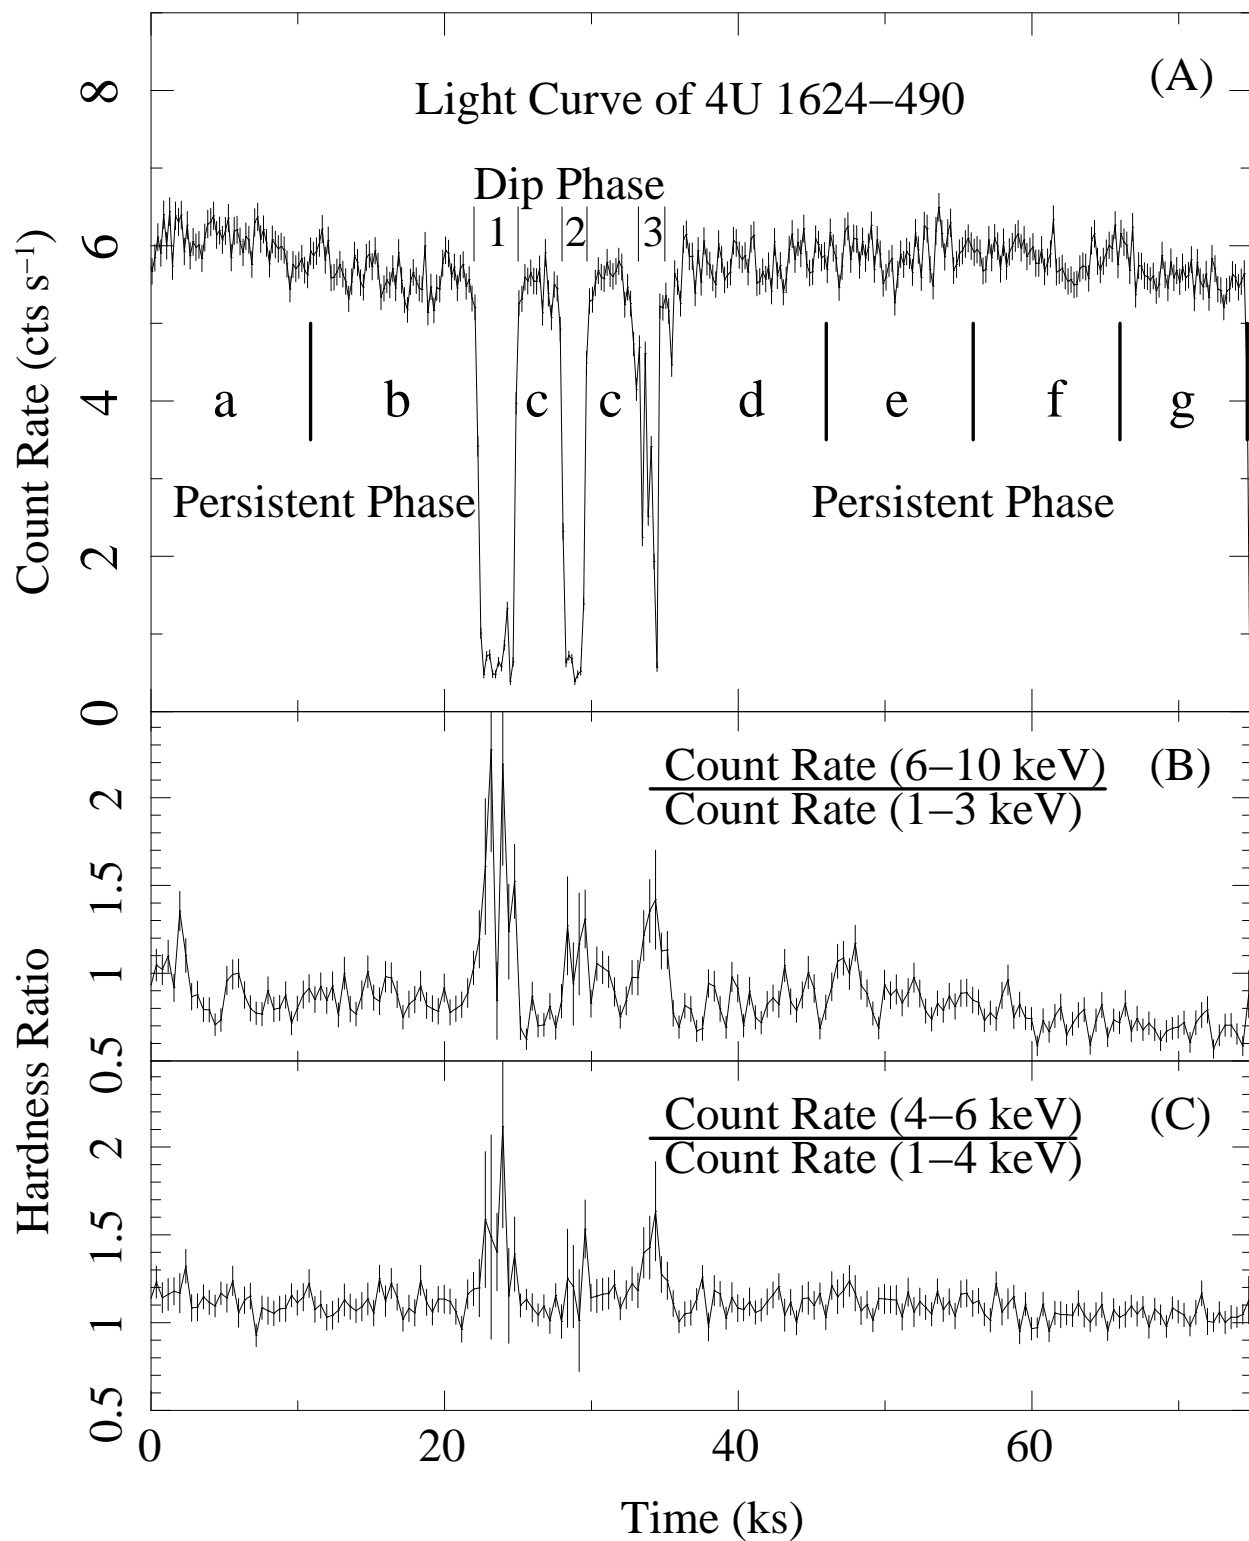 (A)
Light Curve of 4U 1624−490
Dip Phase
1 2 3
8
6
4
2
0
Count Rate (cts s⁻¹)
a b c c d e f g
Persistent Phase Persistent Phase
Count Rate (6−10 keV) (B)
Count Rate (1−3 keV)
2
1.5
1
0.5
Hardness Ratio
Count Rate (4−6 keV) (C)
Count Rate (1−4 keV)
2
1.5
1
0.5
0 20 40 60
Time (ks)